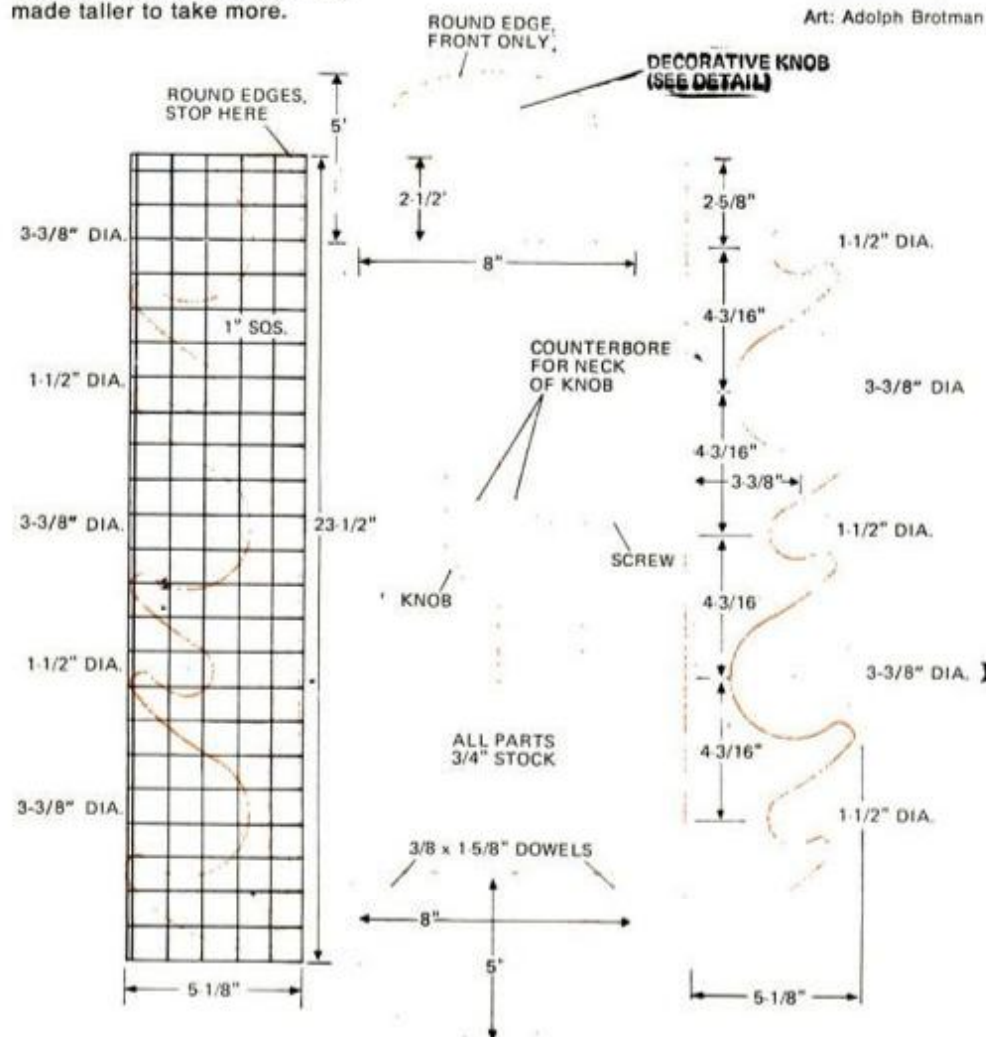 made taller to take more.
Art: Adolph Brotman
ROUND EDGE,
FRONT ONLY,
DECORATIVE KNOB
(SEE DETAIL)
ROUND EDGES,
STOP HERE
5'
2-1/2'
8"
2-5/8"
3-3/8" DIA.
1-1/2" DIA.
1" SQS.
4-3/16"
COUNTERBORE
FOR NECK
OF KNOB
1-1/2" DIA.
3-3/8" DIA
4-3/16"
3-3/8"
3-3/8" DIA.
23-1/2"
1-1/2" DIA.
SCREW
KNOB
4-3/16
1-1/2" DIA.
3-3/8" DIA.
ALL PARTS
3/4" STOCK
4-3/16"
3-3/8" DIA.
1-1/2" DIA.
3/8 x 1-5/8" DOWELS
8"
5'
5-1/8"
5-1/8"